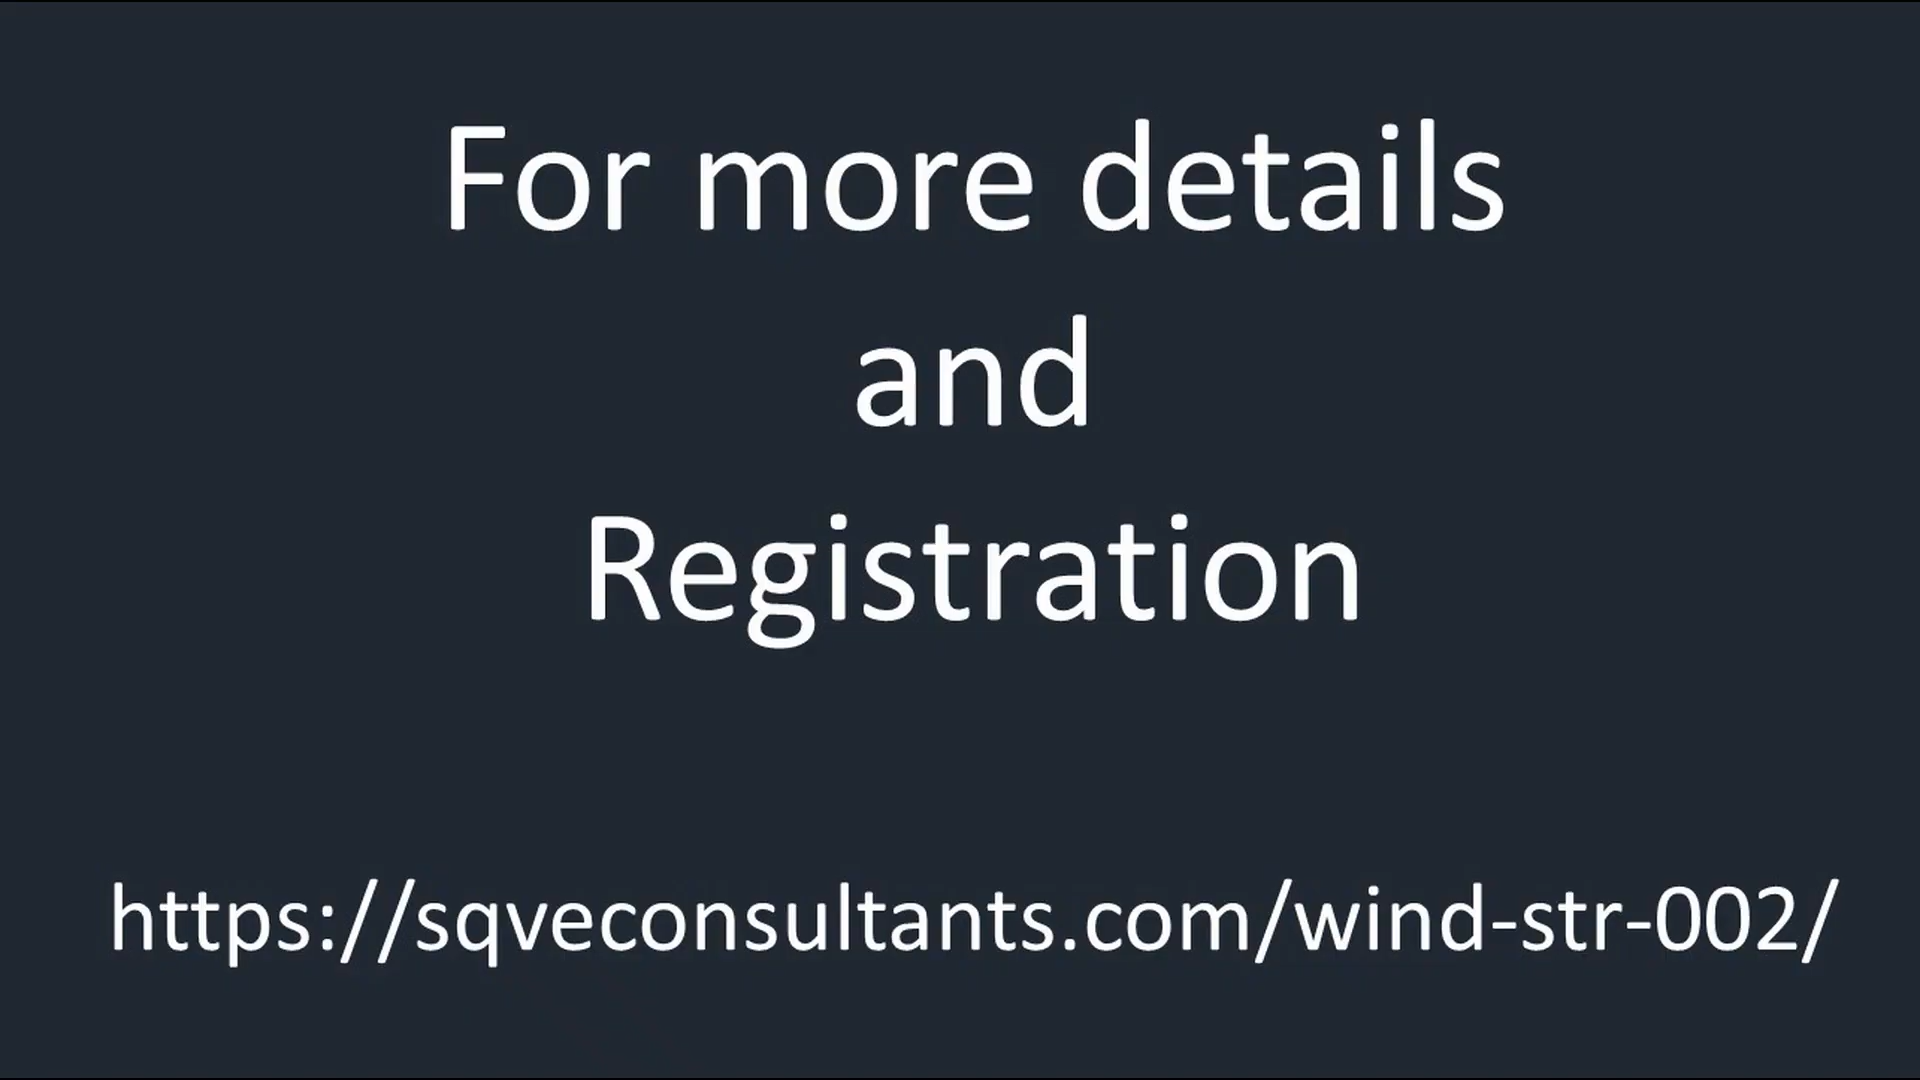 For more details
and
Registration
https://sqveconsultants.com/wind-str-002/